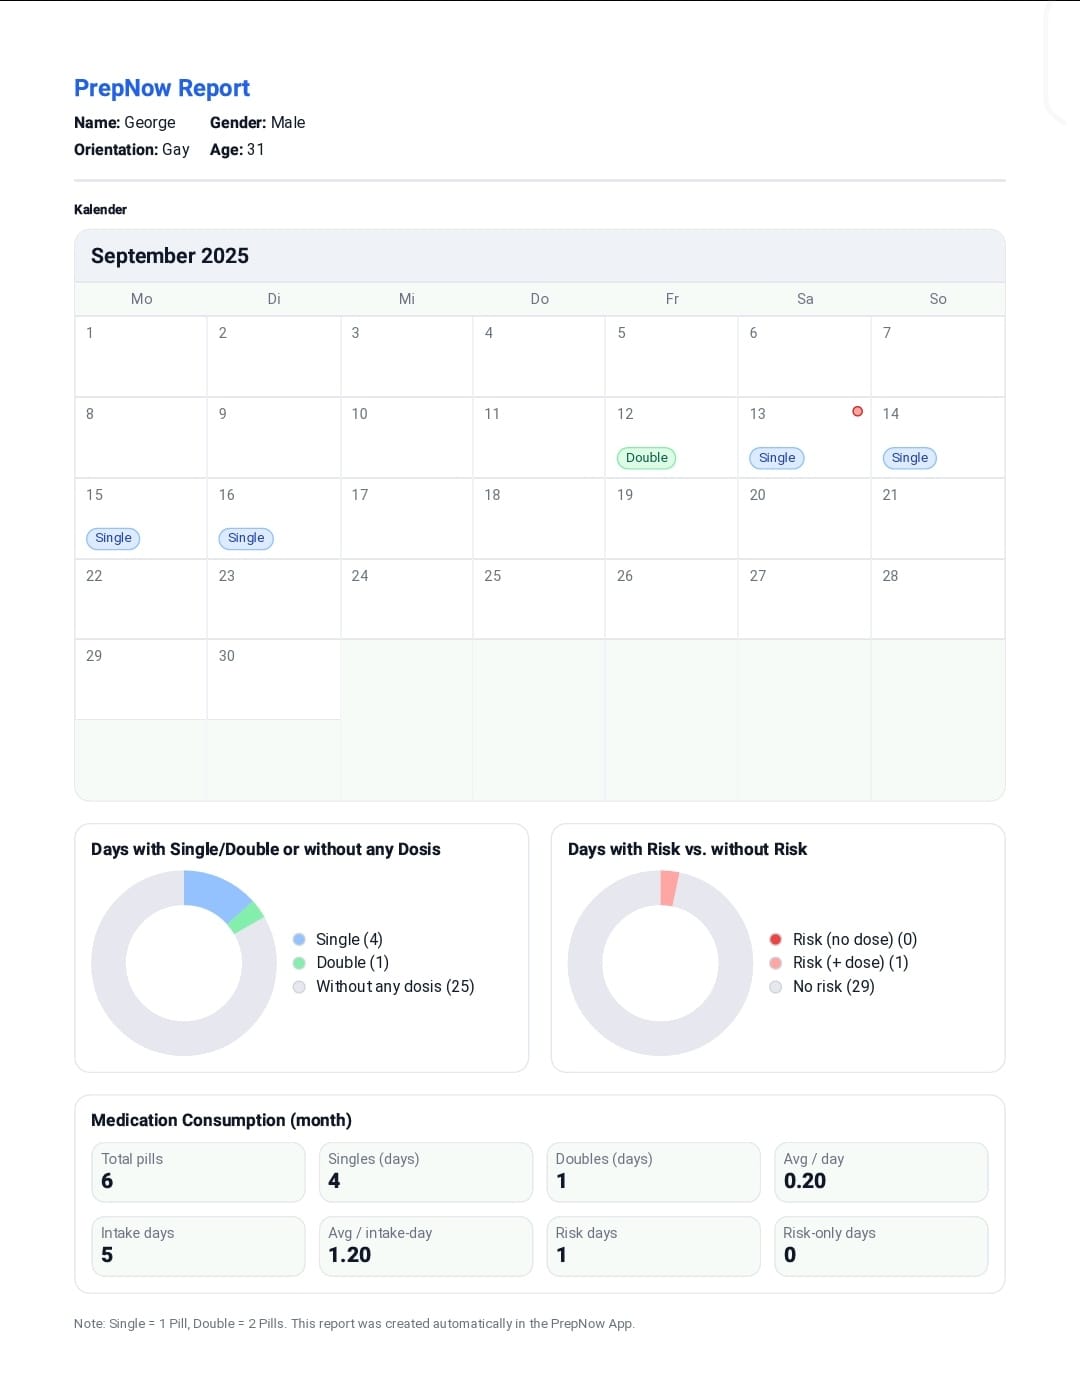 PrepNow Report
Name: George Gender: Male
Orientation: Gay Age: 31
Kalender
September 2025
Mo Di Mi Do Fr Sa So
1 2 3 4 5 6 7
8 9 10 11 12 13 14
Double Single Single
15 16 17 18 19 20 21
Single Single
22 23 24 25 26 27 28
29 30
Days with Single/Double or without any Dosis
Single (4)
Double (1)
Without any dosis (25)
Days with Risk vs. without Risk
Risk (no dose) (0)
Risk (+ dose) (1)
No risk (29)
Medication Consumption (month)
Total pills Singles (days) Doubles (days) Avg / day
6 4 1 0.20
Intake days Avg / intake-day Risk days Risk-only days
5 1.20 1 0
Note: Single = 1 Pill, Double = 2 Pills. This report was created automatically in the PrepNow App.